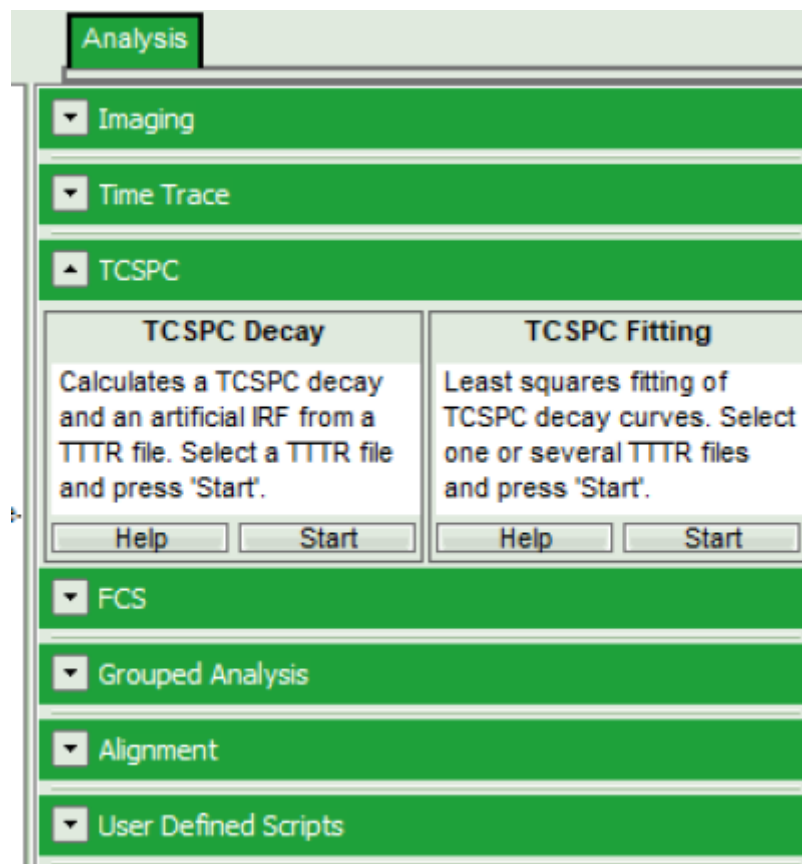 Analysis
Imaging
Time Trace
TCSPC
TCSPC Decay
Calculates a TCSPC decay
and an artificial IRF from a
TTTR file. Select a TTTR file
and press 'Start'.
Help Start
TCSPC Fitting
Least squares fitting of
TCSPC decay curves. Select
one or several TTTR files
and press 'Start'.
Help Start
FCS
Grouped Analysis
Alignment
User Defined Scripts